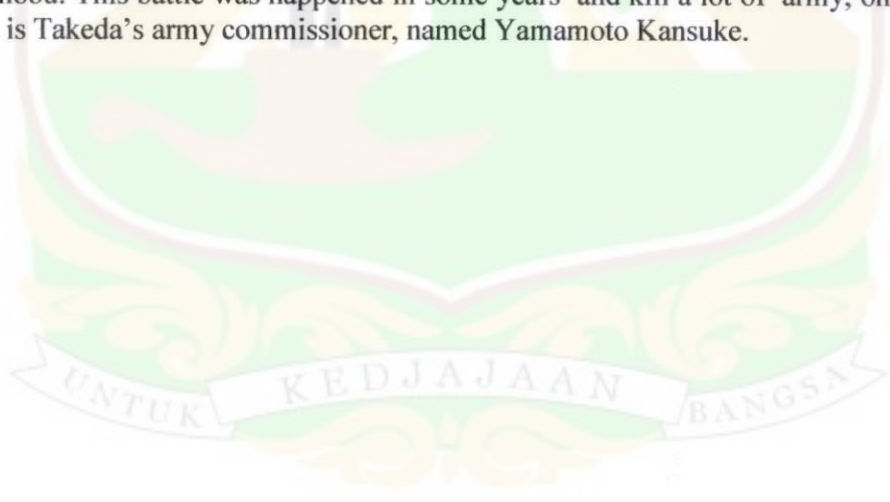 This battle was happened in some years and kill a lot of army, on
is Takeda’s army commissioner, named Yamamoto Kansuke.
UNTUK KEDJAJAAN BANGSA